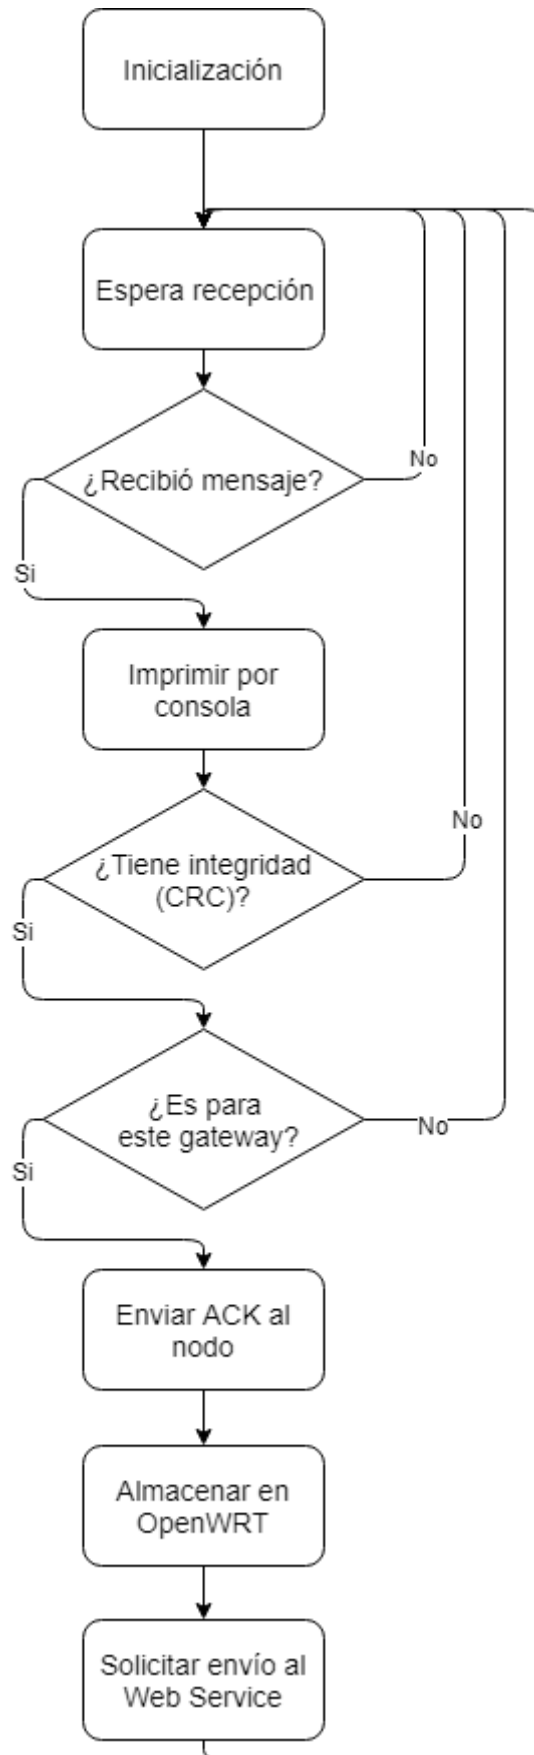 Inicialización
Espera recepción
¿Recibió mensaje?
No
Si
Imprimir por
consola
¿Tiene integridad
(CRC)?
No
Si
¿Es para
este gateway?
No
Si
Enviar ACK al
nodo
Almacenar en
OpenWRT
Solicitar envío al
Web Service